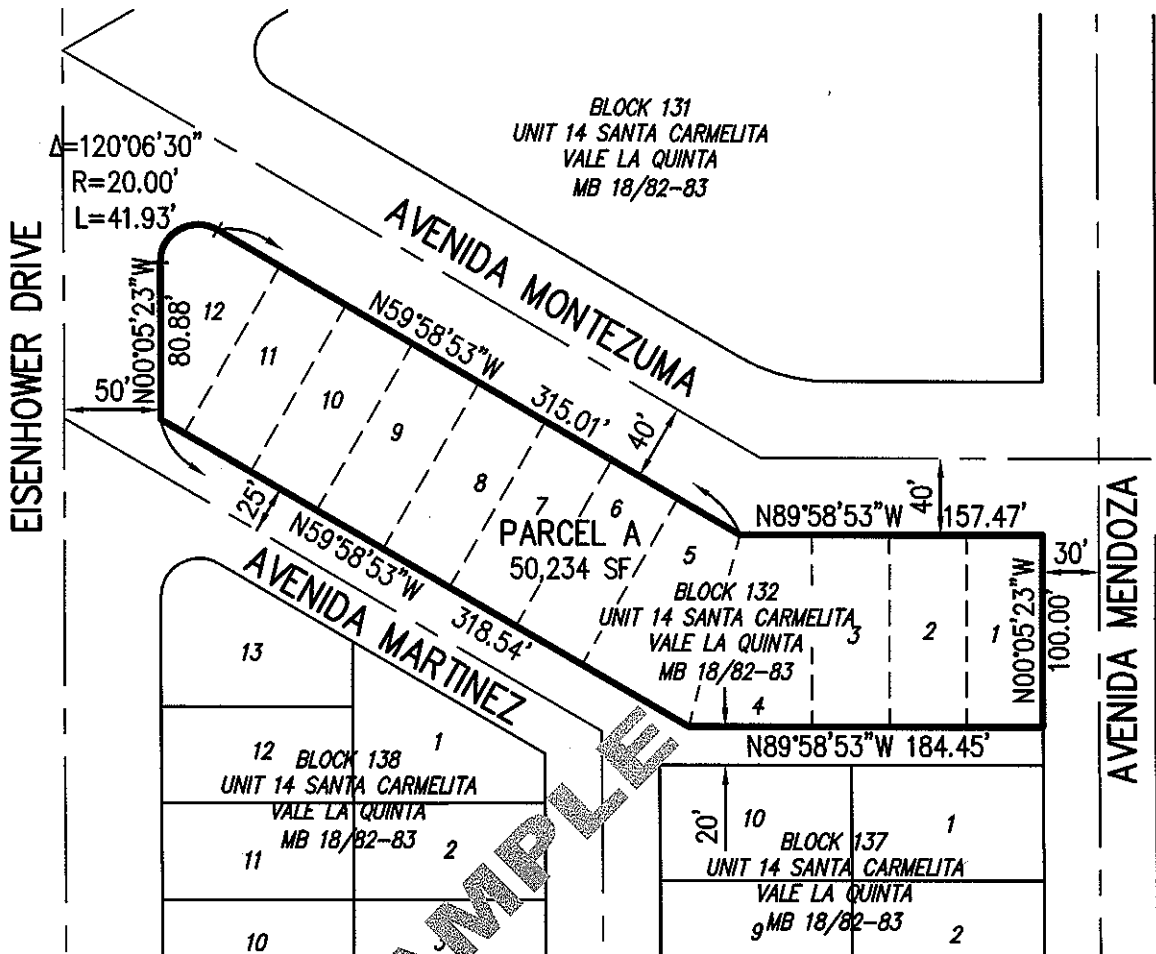 BLOCK 131
UNIT 14 SANTA CARMELITA
VALE LA QUINTA
MB 18/82-83
Δ=120°06'30"
R=20.00'
L=41.93'
EISENHOWER DRIVE
AVENIDA MONTEZUMA
N00°05'23"W
80.88'
50'
12
11
10
9
8
7
6
5
N59°58'53"W
315.01'
40'
PARCEL A
50,234 SF
N89°58'53"W 157.47'
40'
30'
BLOCK 132
UNIT 14 SANTA CARMELITA
VALE LA QUINTA
MB 18/82-83
4
3
2
1
N00°05'23"W
100.00'
AVENIDA MENDOZA
25'
N59°58'53"W
318.54'
AVENIDA MARTINEZ
N89°58'53"W 184.45'
20'
13
12
1
BLOCK 138
UNIT 14 SANTA CARMELITA
VALE LA QUINTA
MB 18/82-83
11
2
10
3
10
1
BLOCK 137
UNIT 14 SANTA CARMELITA
VALE LA QUINTA
MB 18/82-83
9
2
AMPLE